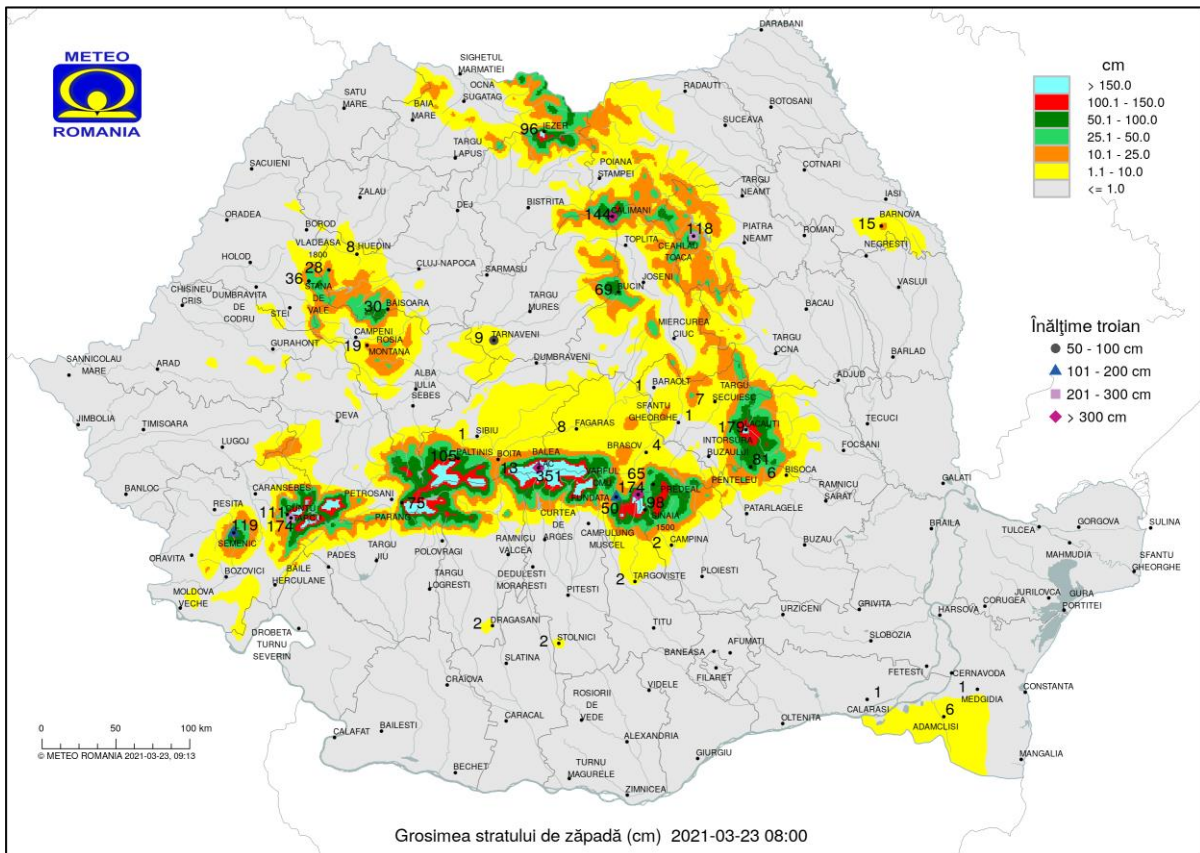 METEO
ROMANIA
cm
> 150.0
100.1 - 150.0
50.1 - 100.0
25.1 - 50.0
10.1 - 25.0
1.1 - 10.0
<= 1.0
Înălţime troian
50 - 100 cm
101 - 200 cm
201 - 300 cm
> 300 cm
DARABANI
SIGHETUL
MARMATIEI
OCNA
SUGATAG
SATU
MARE
BAIA
MARE
RADAUTI
BOTOSANI
SUCEAVA
96 IEZER
TARGU
LAPUS
SACUIENI
ZALAU
POIANA
STAMPEI
COTNARI
TARGU
NEAMT
IASI
BARNOVA
15
NEGRESTI
ORADEA
DEJ
BISTRITA
144 CALIMANI
118
CEAHLAU
TOACA
PIATRA
NEAMT
ROMAN
BOROD
VLADEASA
1800
8 HUEDIN
28
36
STANA
DE
VALE
HOLOD
CLUJ-NAPOCA
SARMASU
TOPLITA
JOSENI
69 BUCIN
VASLUI
CHISINEU
CRIS
DUMBRAVITA
DE
CODRU
STEI
30 BAISOARA
TARGU
MURES
BACAU
CAMPENI
19
ROSIA
MONTANA
GURAHONT
9 TARNAVENI
MIERCUREA
CIUC
TARGU
OCNA
BARLAD
SANNICOLAU
MARE
ARAD
DUMBRAVENI
ADJUD
ALBA
IULIA
SEBES
1 BARAOLT
7
TARGU
SECUIESC
SFANTU
GHEORGHE
1
JIMBOLIA
TIMISOARA
DEVA
TECUCI
LUGOJ
1 SIBIU
8 FAGARAS
179 LACAUTI
FOCSANI
BRASOV 4
INTORSURA
BUZAULUI
105 PALTINIS
BOITA
13
BALEA
351
VARFUL
OMU
65
174
PREDEAL
81
6
BISOCA
PENTELEU
GALATI
BANLOC
RESITA
CARANSEBES
PETROSANI
75
PARANG
FUNDATA
50
98
SINAIA
1500
RAMNICU
SARAT
PATARLAGELE
111
174
119
SEMENIC
CURTEA
DE
ARGES
CAMPULUNG
MUSCEL
2 CAMPINA
BRAILA
TULCEA
GORGOVA
SULINA
ORAVITA
BOZOVICI
BAILE
HERCULANE
PADES
TARGU
JIU
POLOVRAGI
RAMNICU
VALCEA
BUZAU
MAHMUDIA
SFANTU
GHEORGHE
MOLDOVA
VECHE
TARGU
LOGRESTI
DEDULESTI
MORARESTI
PITESTI
2 TARGOVISTE
PLOIESTI
JURILOVCA
GURA
PORTITEI
CORUGEA
HARSOVA
GRIVITA
URZICENI
DROBETA
TURNU
SEVERIN
2 DRAGASANI
2 STOLNICI
TITU
SLOBOZIA
AFUMATI
BANEASA
FILARET
SLATINA
FETESTI
CERNAVODA
CRAIOVA
VIDELE
1
CALARASI
1
MEDGIDIA
CONSTANTA
ROSIORII
DE
VEDE
6
ADAMCLISI
CARACAL
OLTENITA
BAILESTI
CALAFAT
ALEXANDRIA
GIURGIU
MANGALIA
BECHET
TURNU
MAGURELE
ZIMNICEA
0 50 100 km
© METEO ROMANIA 2021-03-23, 09:13
Grosimea stratului de zăpadă (cm) 2021-03-23 08:00